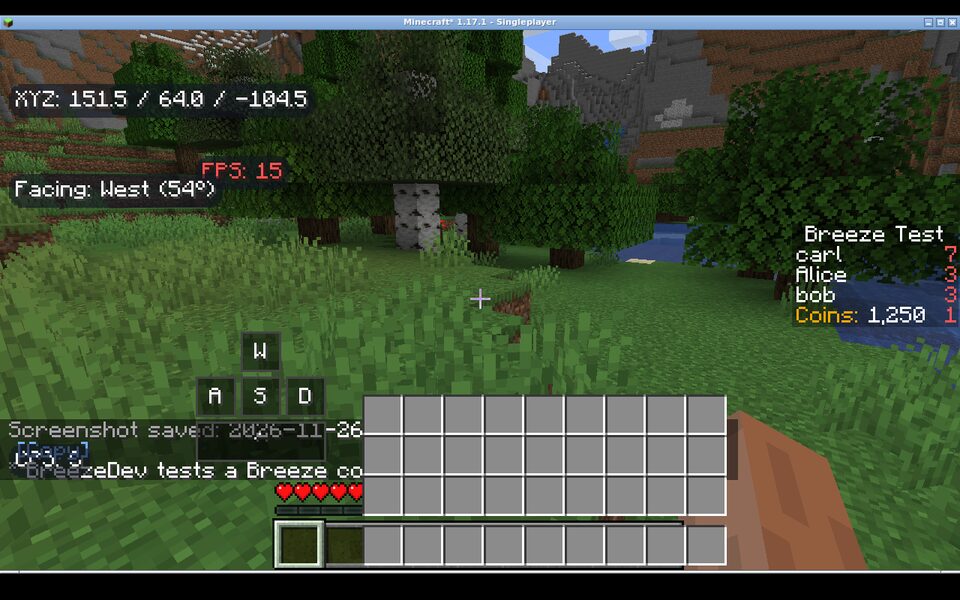 Minecraft* 1.17.1 - Singleplayer
XYZ: 151.5 / 64.0 / -104.5
FPS: 15
Facing: West (54°)
Breeze Test
carl 7
Alice 3
bob 3
Coins: 1,250 1
W
A S D
Screenshot saved: 2026-11-26
[Copy]
* BreezeDev tests a Breeze co